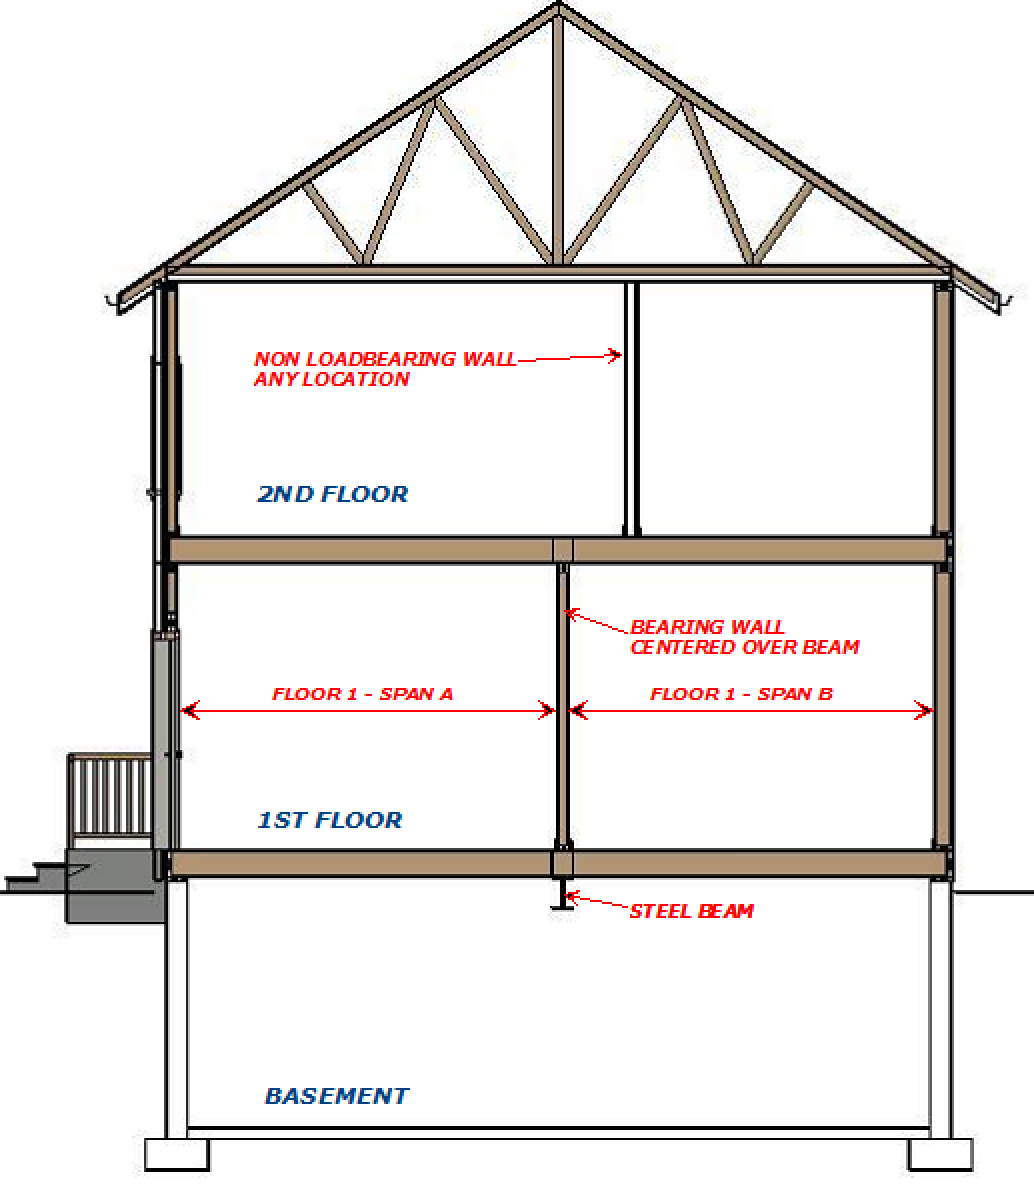 NON LOADBEARING WALL
ANY LOCATION
2ND FLOOR
BEARING WALL
CENTERED OVER BEAM
FLOOR 1 - SPAN A
FLOOR 1 - SPAN B
1ST FLOOR
STEEL BEAM
BASEMENT